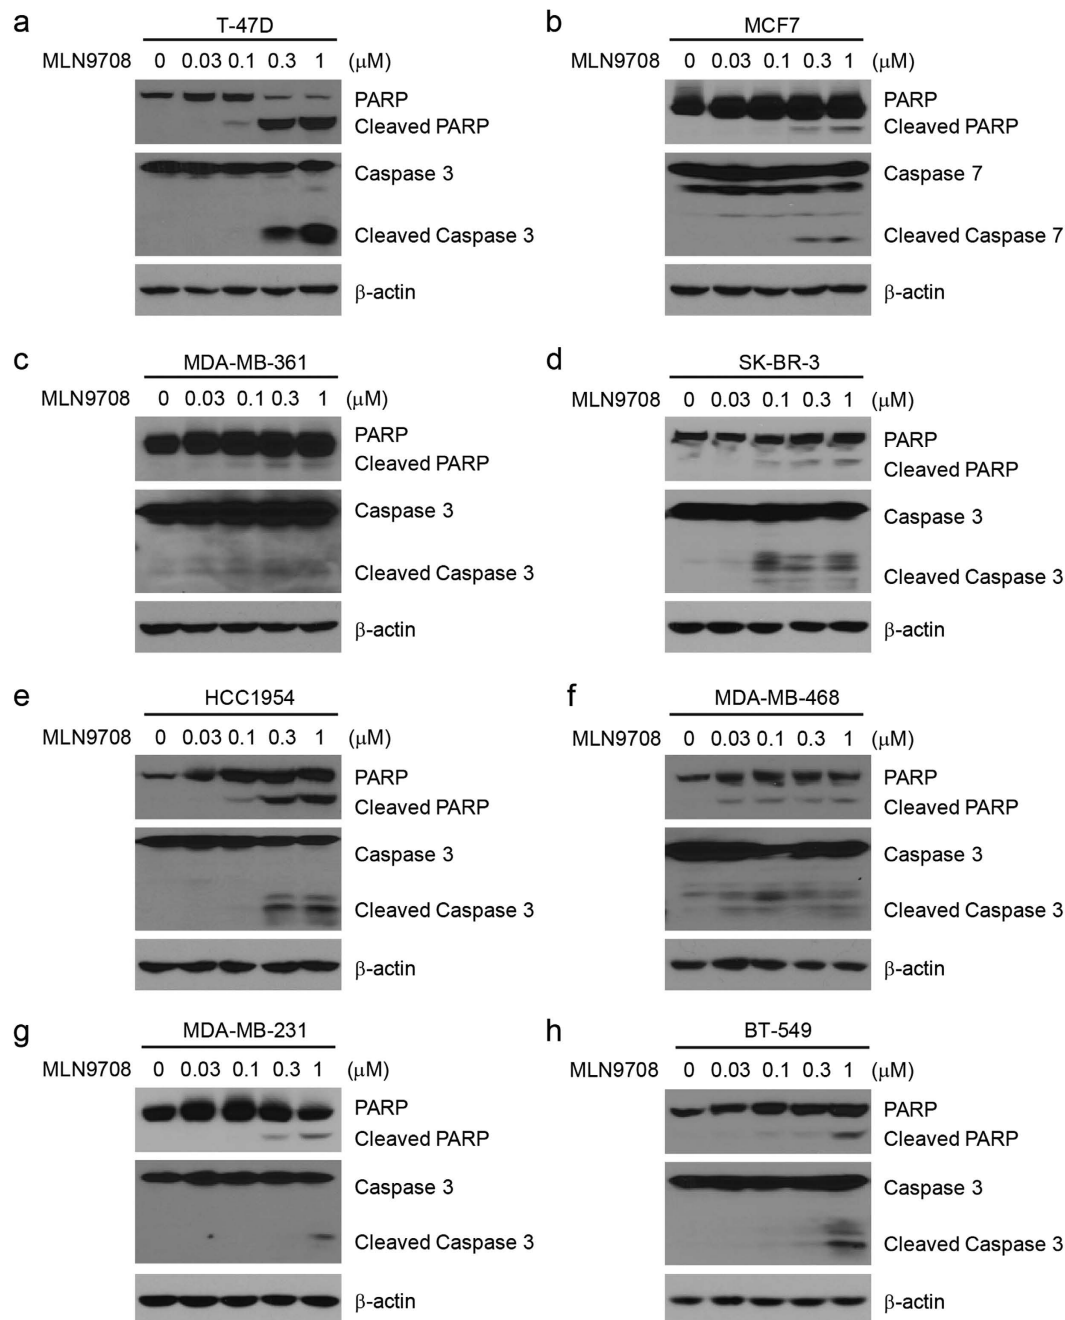 a
T-47D
MLN9708 0 0.03 0.1 0.3 1 (μM)
PARP
Cleaved PARP
Caspase 3
Cleaved Caspase 3
β-actin
b
MCF7
MLN9708 0 0.03 0.1 0.3 1 (μM)
PARP
Cleaved PARP
Caspase 7
Cleaved Caspase 7
β-actin
c
MDA-MB-361
MLN9708 0 0.03 0.1 0.3 1 (μM)
PARP
Cleaved PARP
Caspase 3
Cleaved Caspase 3
β-actin
d
SK-BR-3
MLN9708 0 0.03 0.1 0.3 1 (μM)
PARP
Cleaved PARP
Caspase 3
Cleaved Caspase 3
β-actin
e
HCC1954
MLN9708 0 0.03 0.1 0.3 1 (μM)
PARP
Cleaved PARP
Caspase 3
Cleaved Caspase 3
β-actin
f
MDA-MB-468
MLN9708 0 0.03 0.1 0.3 1 (μM)
PARP
Cleaved PARP
Caspase 3
Cleaved Caspase 3
β-actin
g
MDA-MB-231
MLN9708 0 0.03 0.1 0.3 1 (μM)
PARP
Cleaved PARP
Caspase 3
Cleaved Caspase 3
β-actin
h
BT-549
MLN9708 0 0.03 0.1 0.3 1 (μM)
PARP
Cleaved PARP
Caspase 3
Cleaved Caspase 3
β-actin